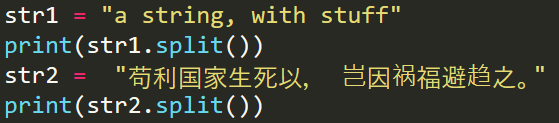 str1 = "a string, with stuff"
print(str1.split())
str2 =  "苟利国家生死以， 岂因祸福避趋之。"
print(str2.split())